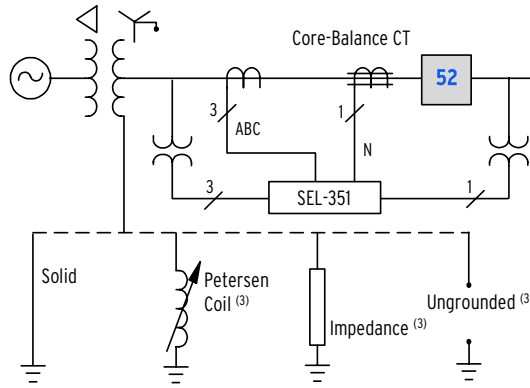 Core-Balance CT
52
3
ABC
1
N
3
SEL-351
1
Solid
Petersen
Coil (3)
Impedance (3)
Ungrounded (3